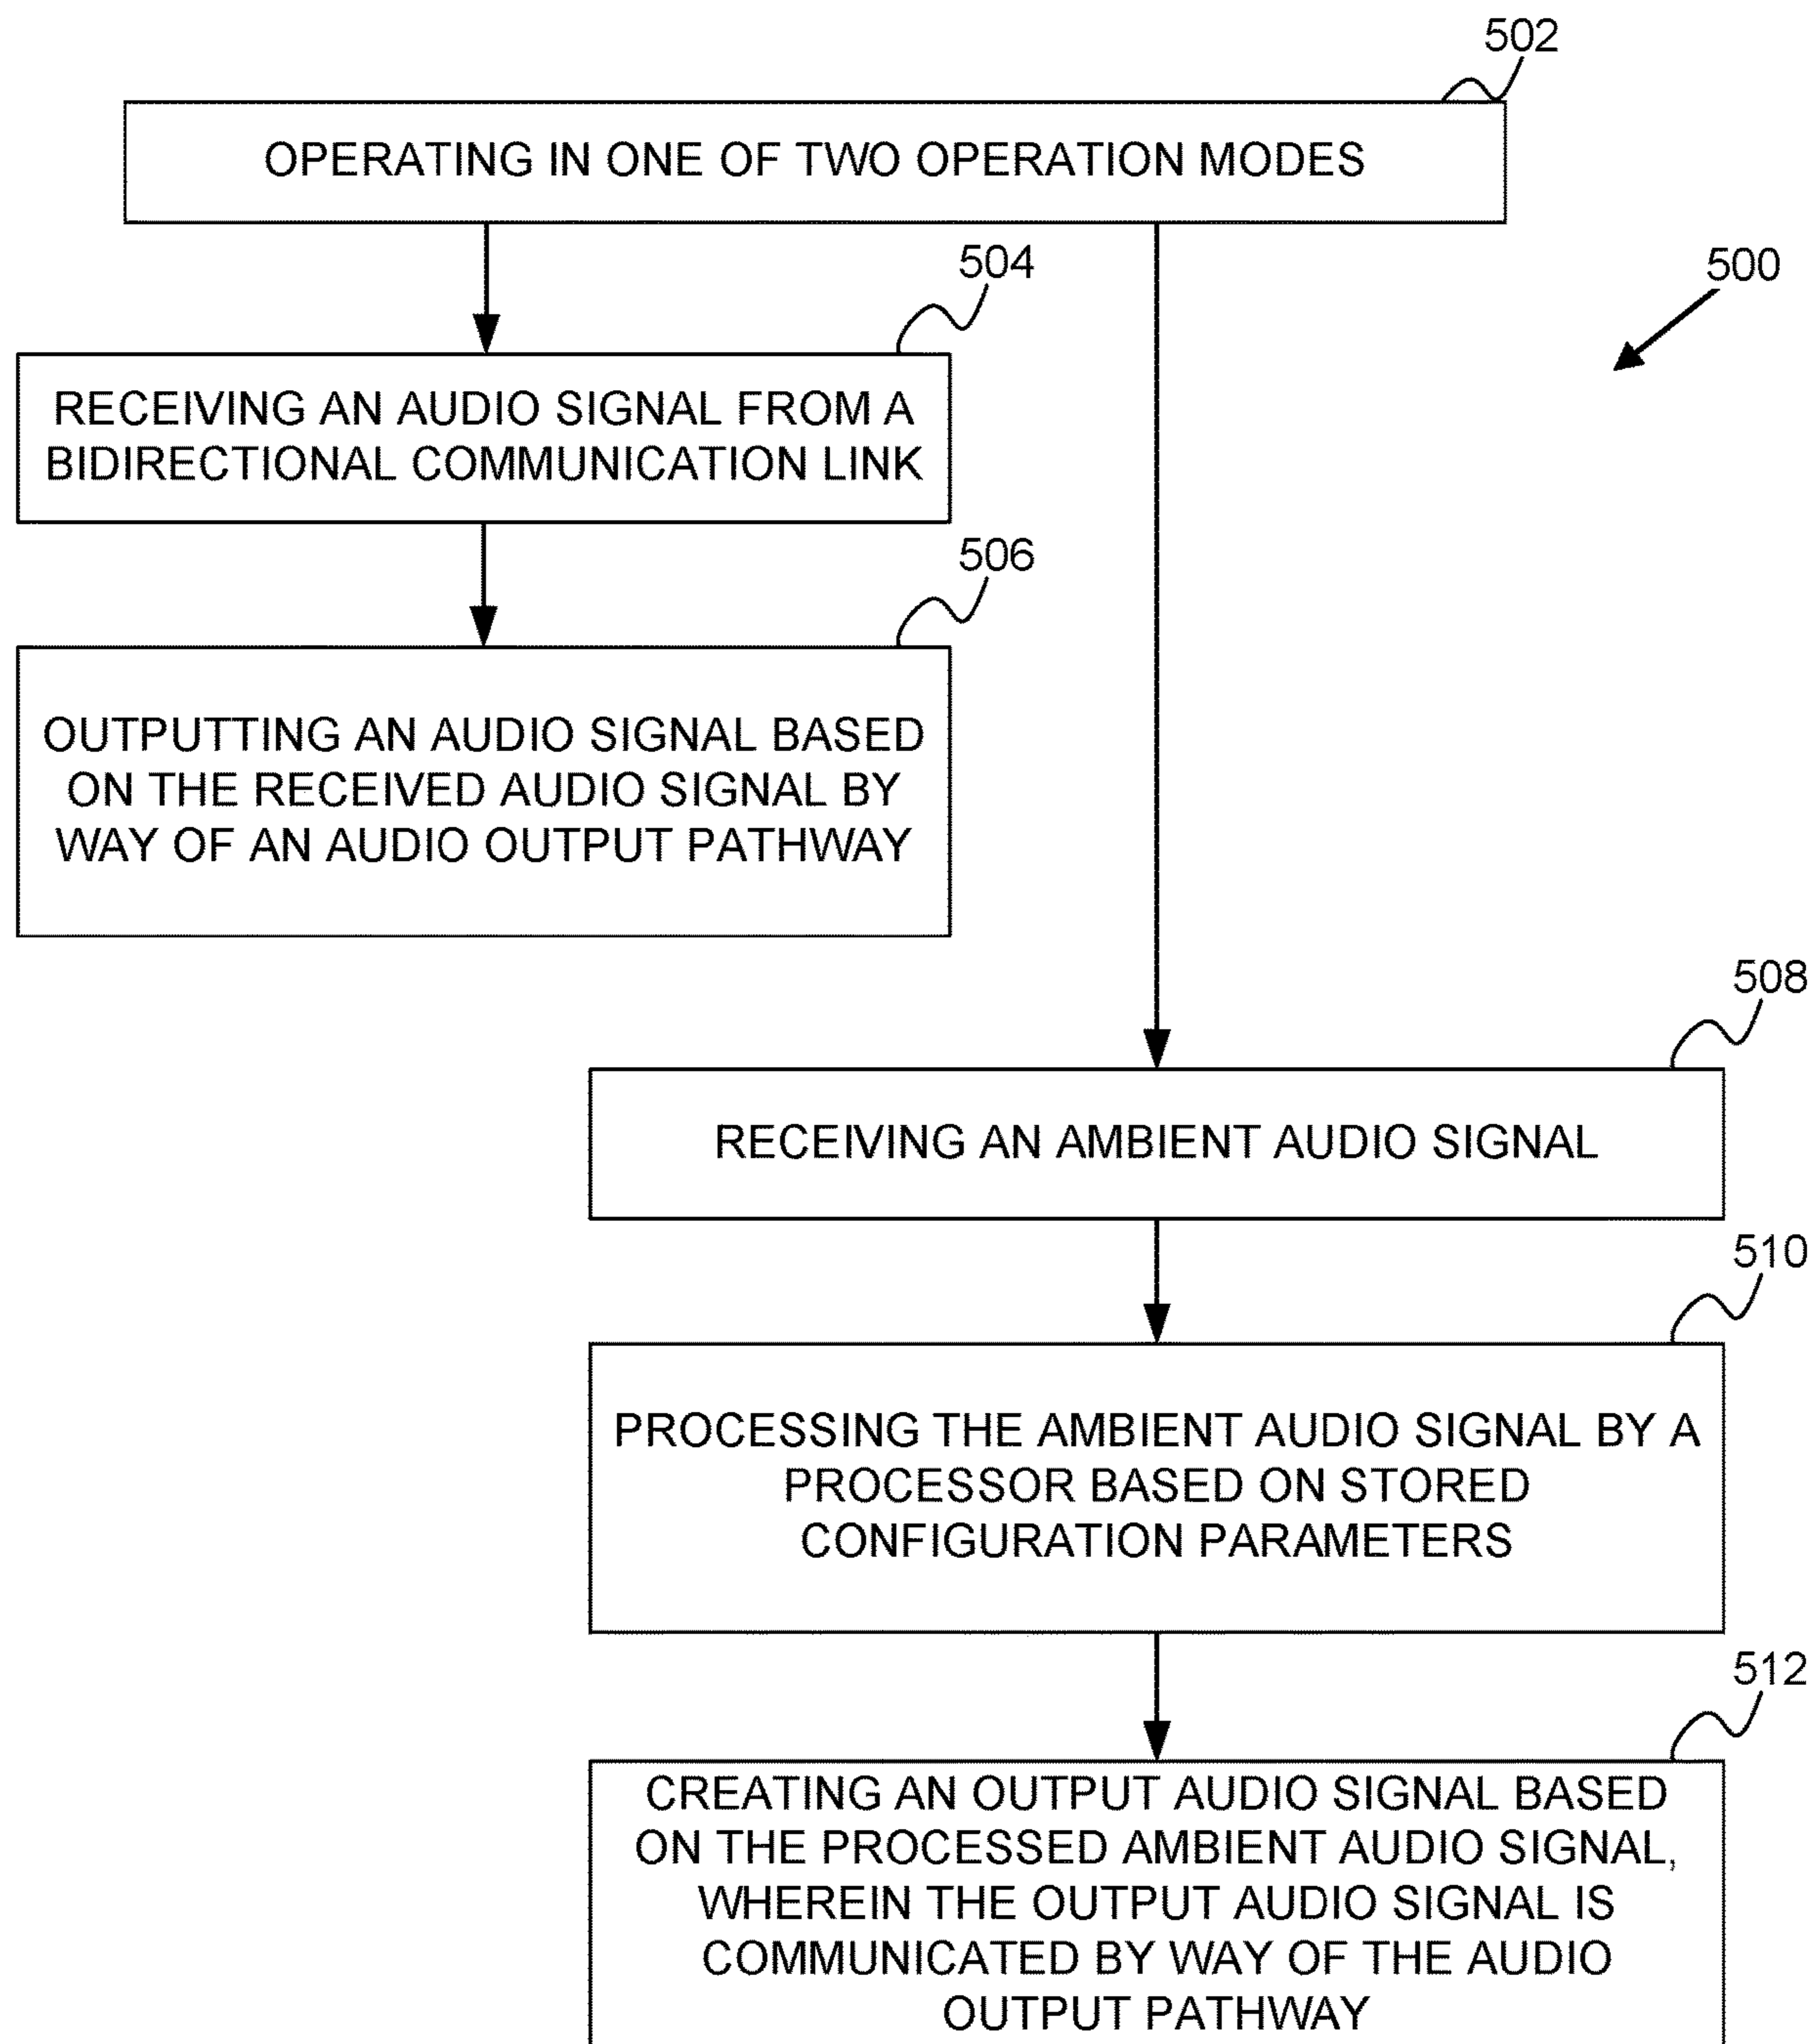 502
OPERATING IN ONE OF TWO OPERATION MODES
504
500
RECEIVING AN AUDIO SIGNAL FROM A
BIDIRECTIONAL COMMUNICATION LINK
506
OUTPUTTING AN AUDIO SIGNAL BASED
ON THE RECEIVED AUDIO SIGNAL BY
WAY OF AN AUDIO OUTPUT PATHWAY
508
RECEIVING AN AMBIENT AUDIO SIGNAL
510
PROCESSING THE AMBIENT AUDIO SIGNAL BY A
PROCESSOR BASED ON STORED
CONFIGURATION PARAMETERS
512
CREATING AN OUTPUT AUDIO SIGNAL BASED
ON THE PROCESSED AMBIENT AUDIO SIGNAL,
WHEREIN THE OUTPUT AUDIO SIGNAL IS
COMMUNICATED BY WAY OF THE AUDIO
OUTPUT PATHWAY